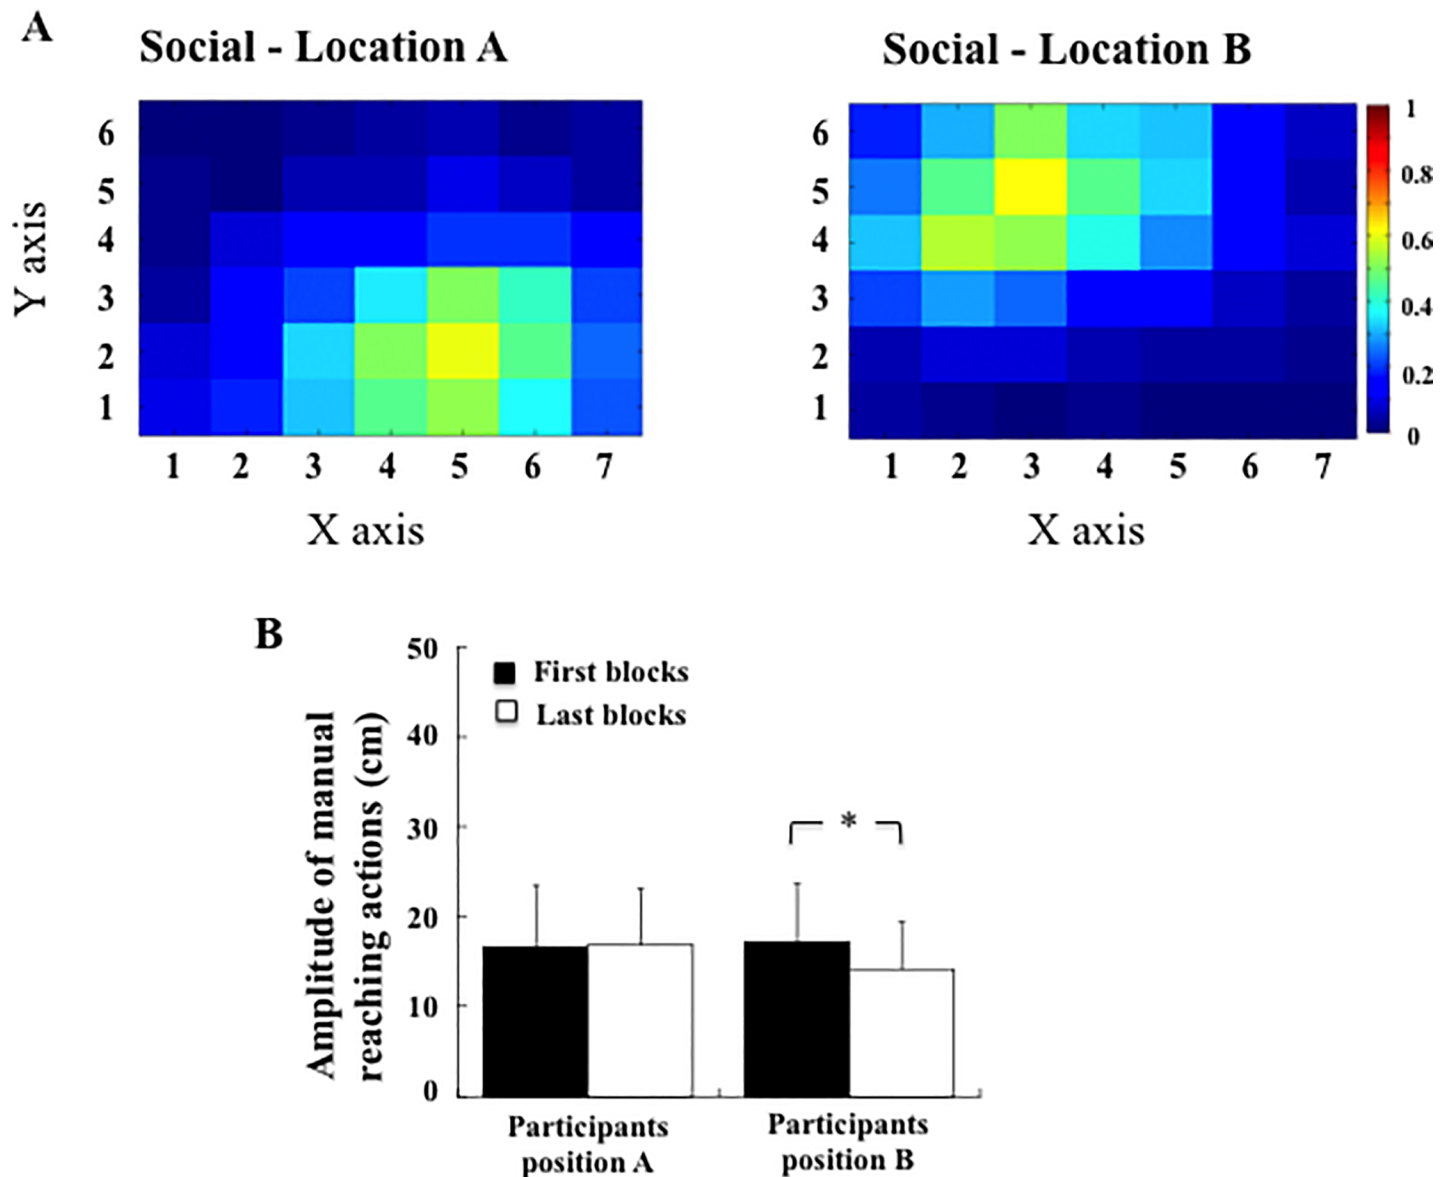 A
Social - Location A
Social - Location B
Y axis
6
5
4
3
2
1
1 2 3 4 5 6 7
X axis
6
5
4
3
2
1
1 2 3 4 5 6 7
X axis
1
0.8
0.6
0.4
0.2
0
B
Amplitude of manual
reaching actions (cm)
50
40
30
20
10
0
First blocks
Last blocks
*
Participants
position A
Participants
position B